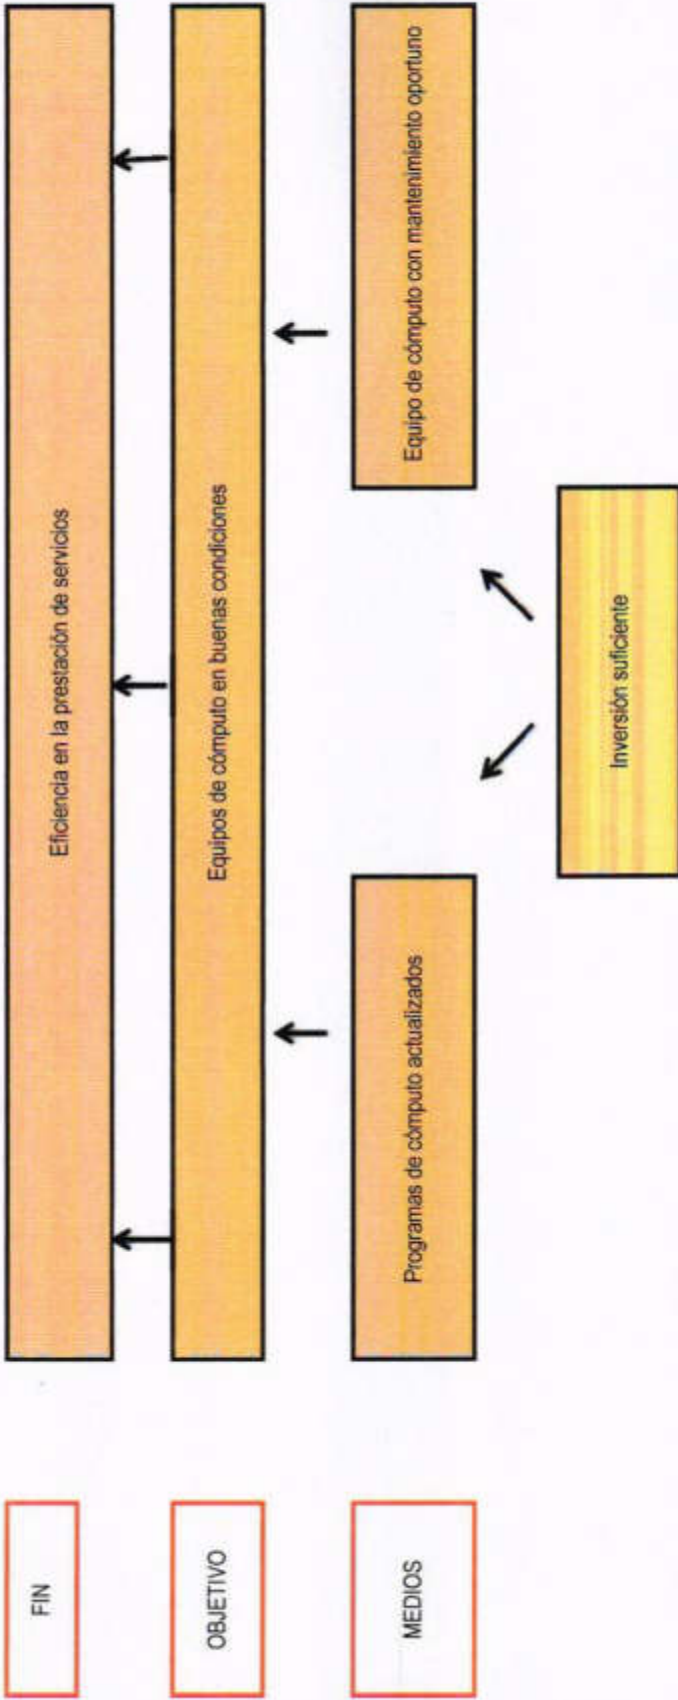 FIN
Eficiencia en la prestación de servicios
OBJETIVO
Equipos de cómputo en buenas condiciones
MEDIOS
Programas de cómputo actualizados
Equipo de cómputo con mantenimiento oportuno
Inversión suficiente